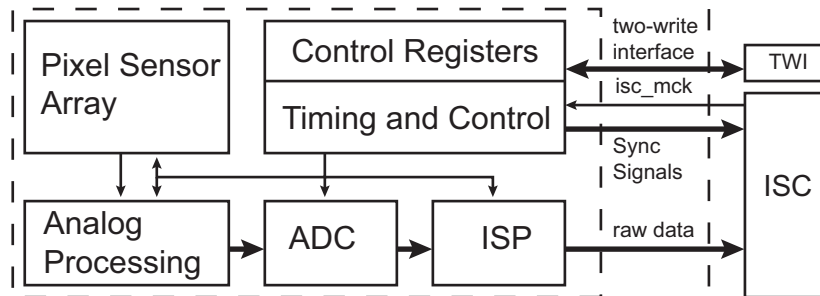 Pixel Sensor
Array
Control Registers
Timing and Control
two-write
interface
TWI
isc_mck
Sync
Signals
ISC
Analog
Processing
ADC
ISP
raw data